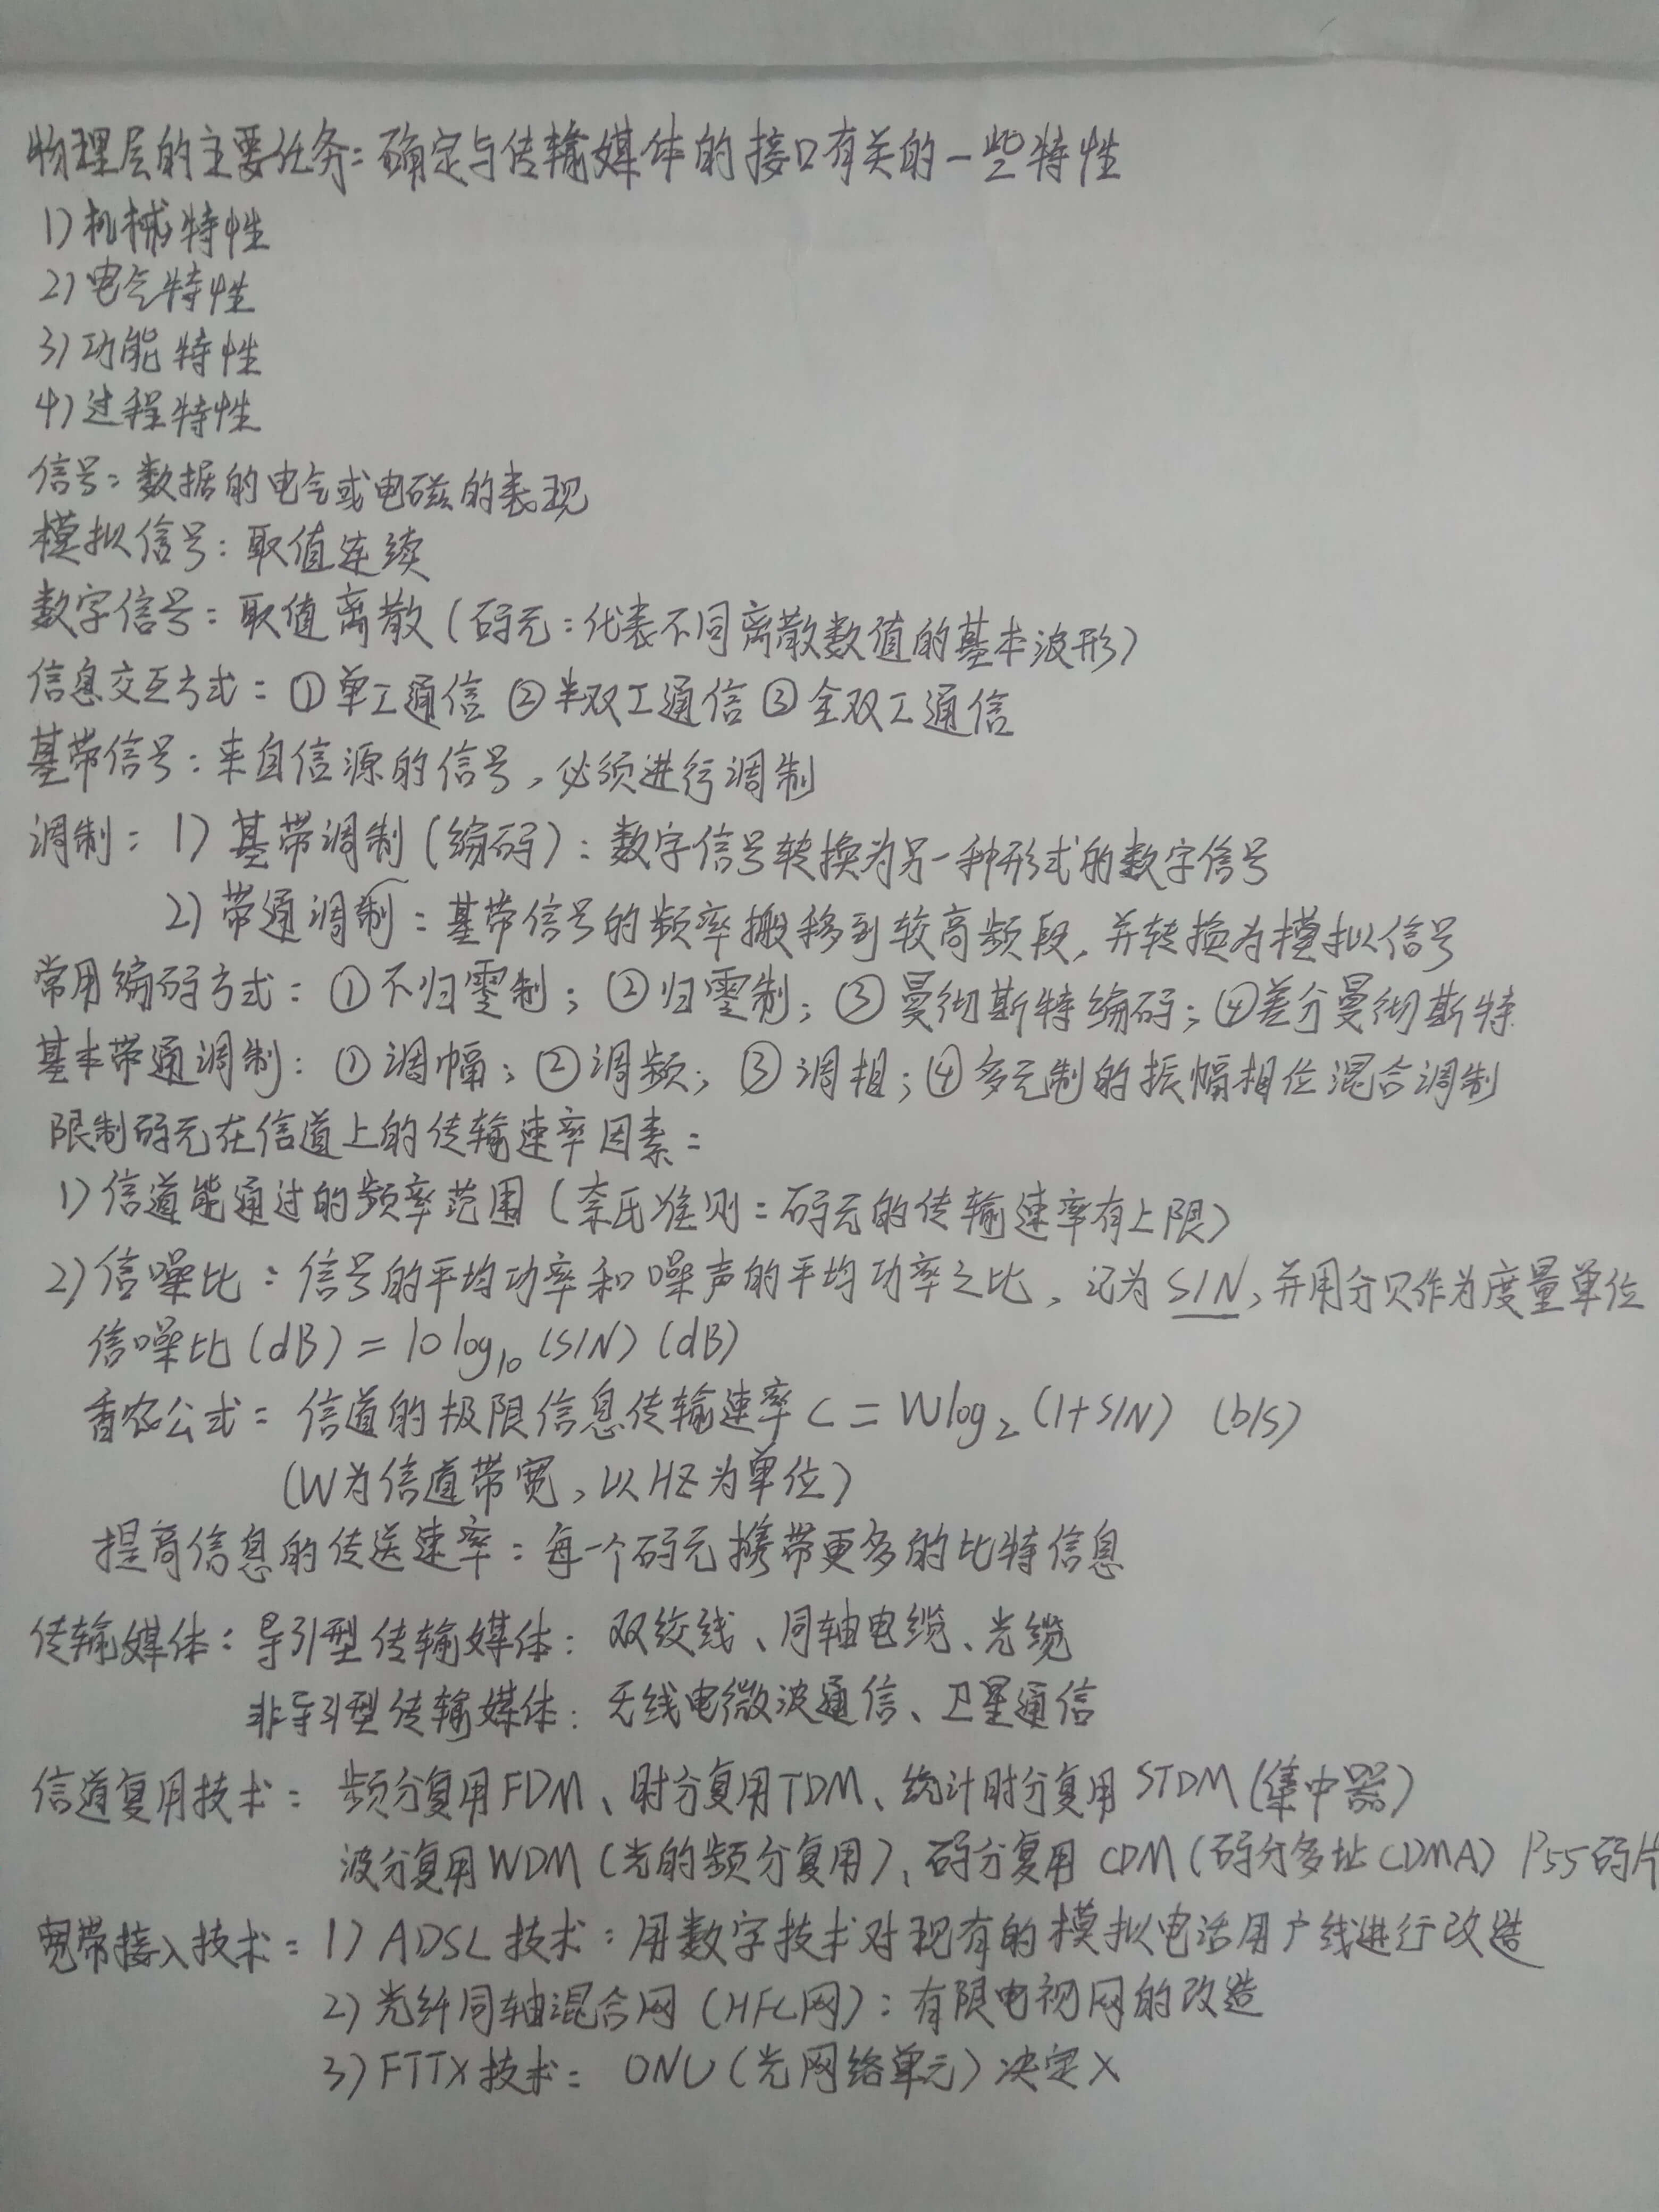 物理层的主要任务：确定与传输媒体的接口有关的一些特性
1）机械特性
2）电气特性
3）功能特性
4）过程特性
信号：数据的电气或电磁的表现
模拟信号：取值连续
数字信号：取值离散（码元：代表不同离散数值的基本波形）
信息交互方式：①单工通信 ②半双工通信 ③全双工通信
基带信号：来自信源的信号，必须进行调制
调制：1）基带调制（编码）：数字信号转换为另一种形式的数字信号
2）带通调制：基带信号的频率搬移到较高频段，并转换为模拟信号
常用编码方式：①不归零制；②归零制；③曼彻斯特编码；④差分曼彻斯特
基本带通调制：①调幅；②调频；③调相；④多元制的振幅相位混合调制
限制码元在信道上的传输速率因素：
1）信道能通过的频率范围（奈氏准则：码元的传输速率有上限）
2）信噪比：信号的平均功率和噪声的平均功率之比，记为S/N，并用分贝作为度量单位
信噪比(dB) = 10 log₁₀ (S/N) (dB)
香农公式：信道的极限信息传输速率 C = Wlog₂ (1+S/N) (b/s)
（W为信道带宽，以HZ为单位）
提高信息的传送速率：每一个码元携带更多的比特信息
传输媒体：导引型传输媒体：双绞线、同轴电缆、光缆
非导引型传输媒体：无线电微波通信、卫星通信
信道复用技术：频分复用FDM、时分复用TDM、统计时分复用STDM（集中器）
波分复用WDM（光的频分复用）、码分复用CDM（码分多址CDMA）P55码片
宽带接入技术：1）ADSL技术：用数字技术对现有的模拟电话用户线进行改造
2）光纤同轴混合网（HFC网）：有限电视网的改造
3）FTTX技术：ONU（光网络单元）决定X